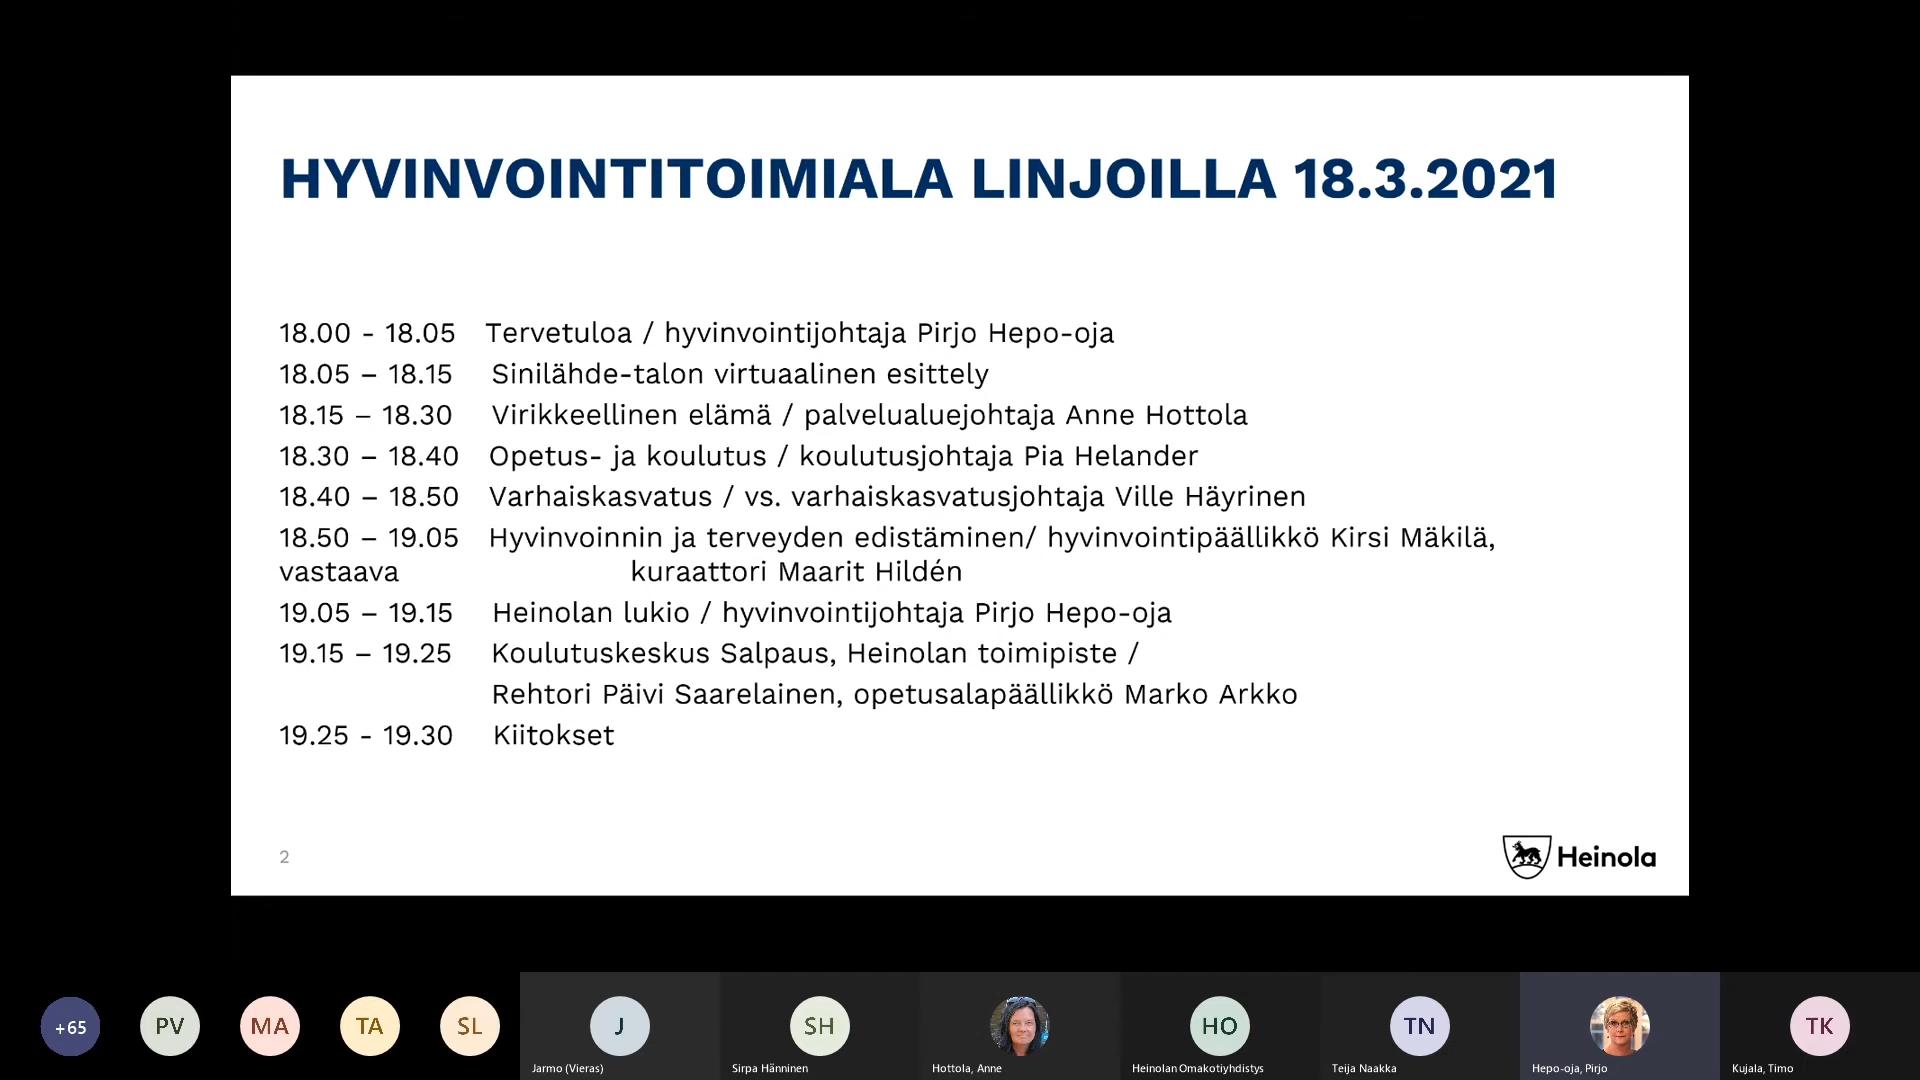 HYVINVOINTITOIMIALA LINJOILLA 18.3.2021
18.00 - 18.05 Tervetuloa / hyvinvointijohtaja Pirjo Hepo-oja
18.05 – 18.15 Sinilähde-talon virtuaalinen esittely
18.15 – 18.30 Virikkeellinen elämä / palvelualuejohtaja Anne Hottola
18.30 – 18.40 Opetus- ja koulutus / koulutusjohtaja Pia Helander
18.40 – 18.50 Varhaiskasvatus / vs. varhaiskasvatusjohtaja Ville Häyrinen
18.50 – 19.05 Hyvinvoinnin ja terveyden edistäminen/ hyvinvointipäällikkö Kirsi Mäkilä,
vastaava kuraattori Maarit Hildén
19.05 – 19.15 Heinolan lukio / hyvinvointijohtaja Pirjo Hepo-oja
19.15 – 19.25 Koulutuskeskus Salpaus, Heinolan toimipiste /
Rehtori Päivi Saarelainen, opetusalapäällikkö Marko Arkko
19.25 - 19.30 Kiitokset
2
Heinola
+65 PV MA TA SL J SH HO TN TK
Jarmo (Vieras) Sirpa Hänninen Hottola, Anne Heinolan Omakotiyhdistys Teija Naakka Hepo-oja, Pirjo Kujala, Timo